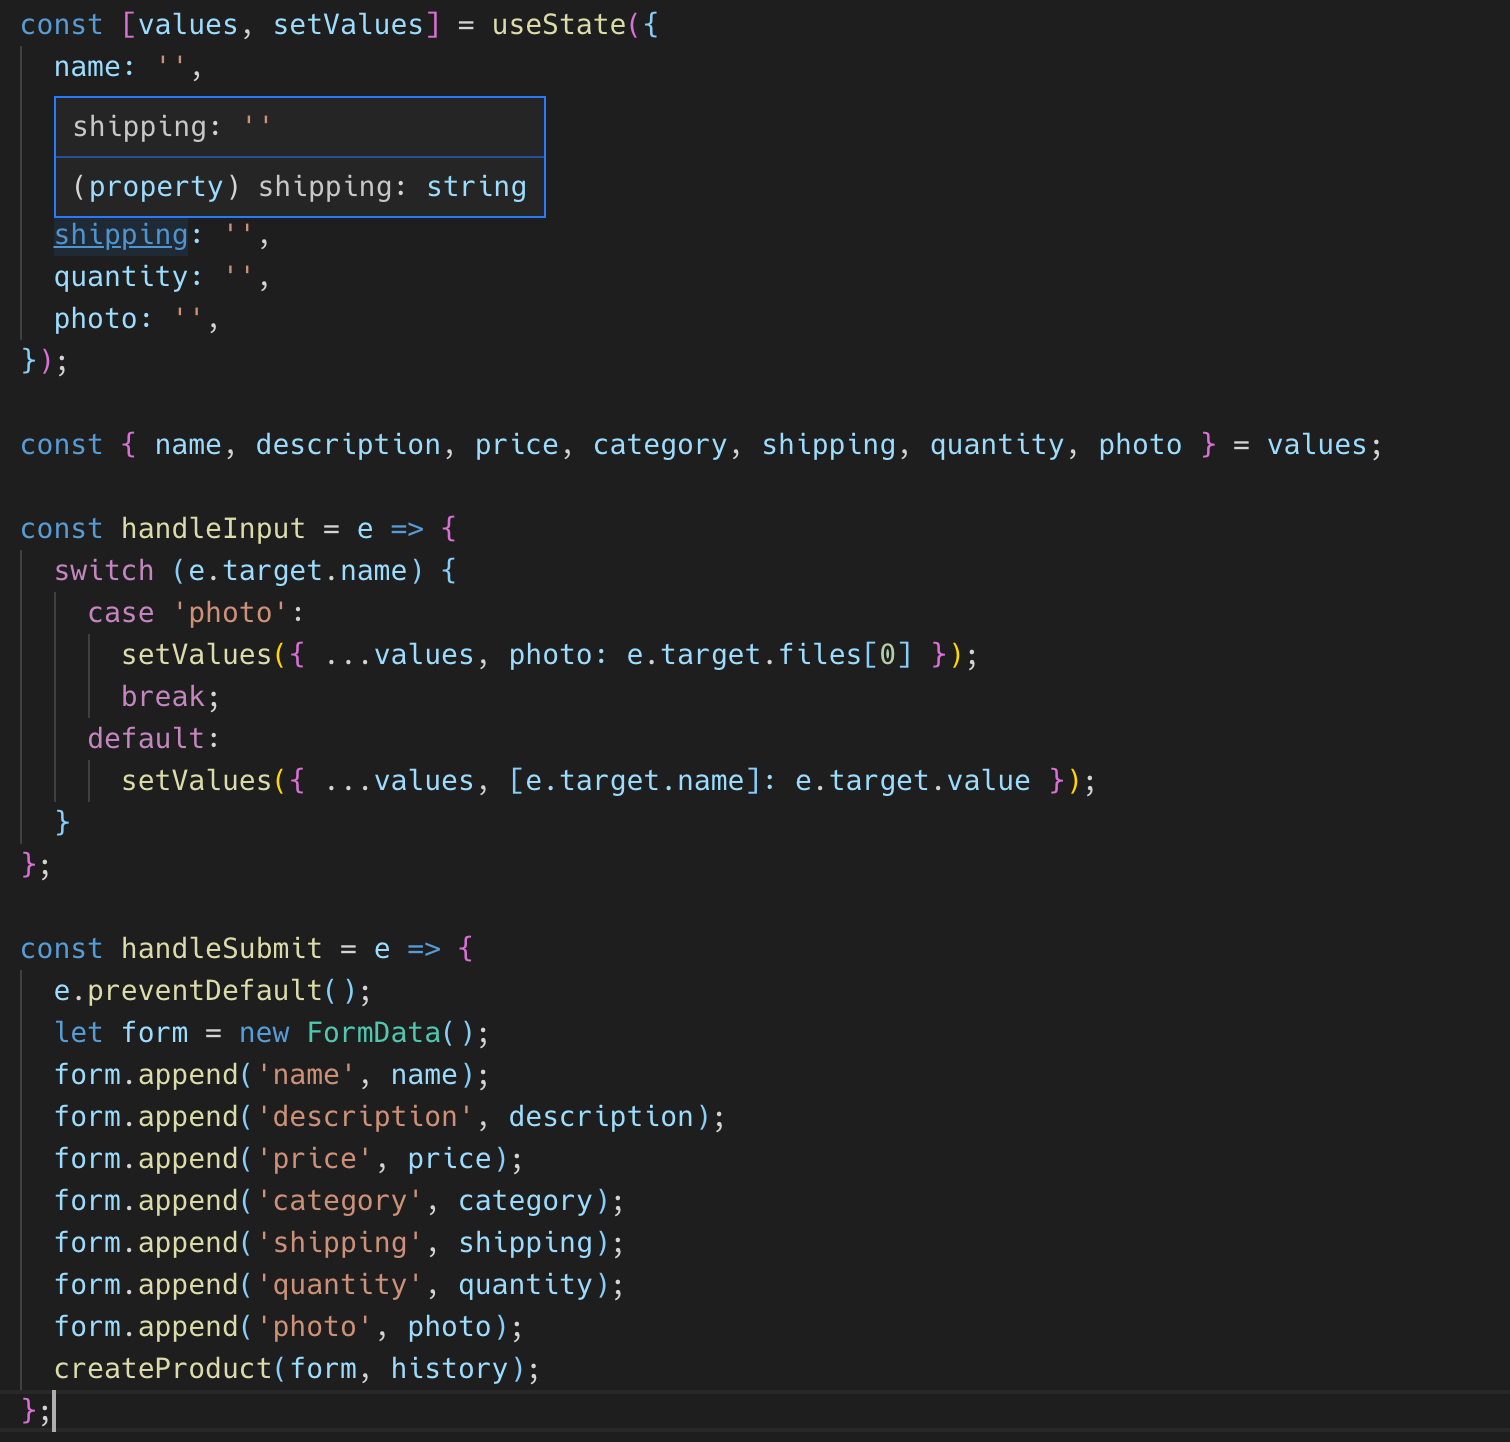 const [values, setValues] = useState({
  name: '',
shipping: ''
(property) shipping: string
  shipping: '',
  quantity: '',
  photo: '',
});
const { name, description, price, category, shipping, quantity, photo } = values;
const handleInput = e => {
  switch (e.target.name) {
    case 'photo':
      setValues({ ...values, photo: e.target.files[0] });
      break;
    default:
      setValues({ ...values, [e.target.name]: e.target.value });
  }
};
const handleSubmit = e => {
  e.preventDefault();
  let form = new FormData();
  form.append('name', name);
  form.append('description', description);
  form.append('price', price);
  form.append('category', category);
  form.append('shipping', shipping);
  form.append('quantity', quantity);
  form.append('photo', photo);
  createProduct(form, history);
};